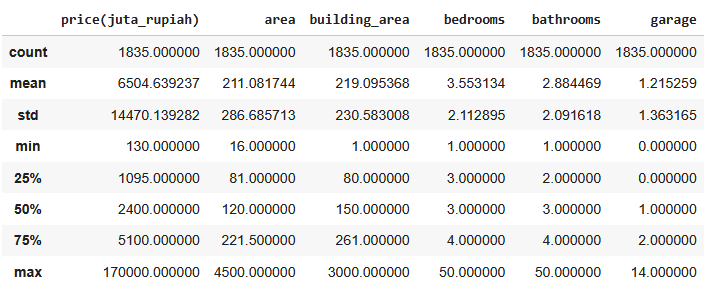 price(juta_rupiah) area building_area bedrooms bathrooms garage
count 1835.000000 1835.000000 1835.000000 1835.000000 1835.000000 1835.000000
mean 6504.639237 211.081744 219.095368 3.553134 2.884469 1.215259
std 14470.139282 286.685713 230.583008 2.112895 2.091618 1.363165
min 130.000000 16.000000 1.000000 1.000000 1.000000 0.000000
25% 1095.000000 81.000000 80.000000 3.000000 2.000000 0.000000
50% 2400.000000 120.000000 150.000000 3.000000 3.000000 1.000000
75% 5100.000000 221.500000 261.000000 4.000000 4.000000 2.000000
max 170000.000000 4500.000000 3000.000000 50.000000 50.000000 14.000000